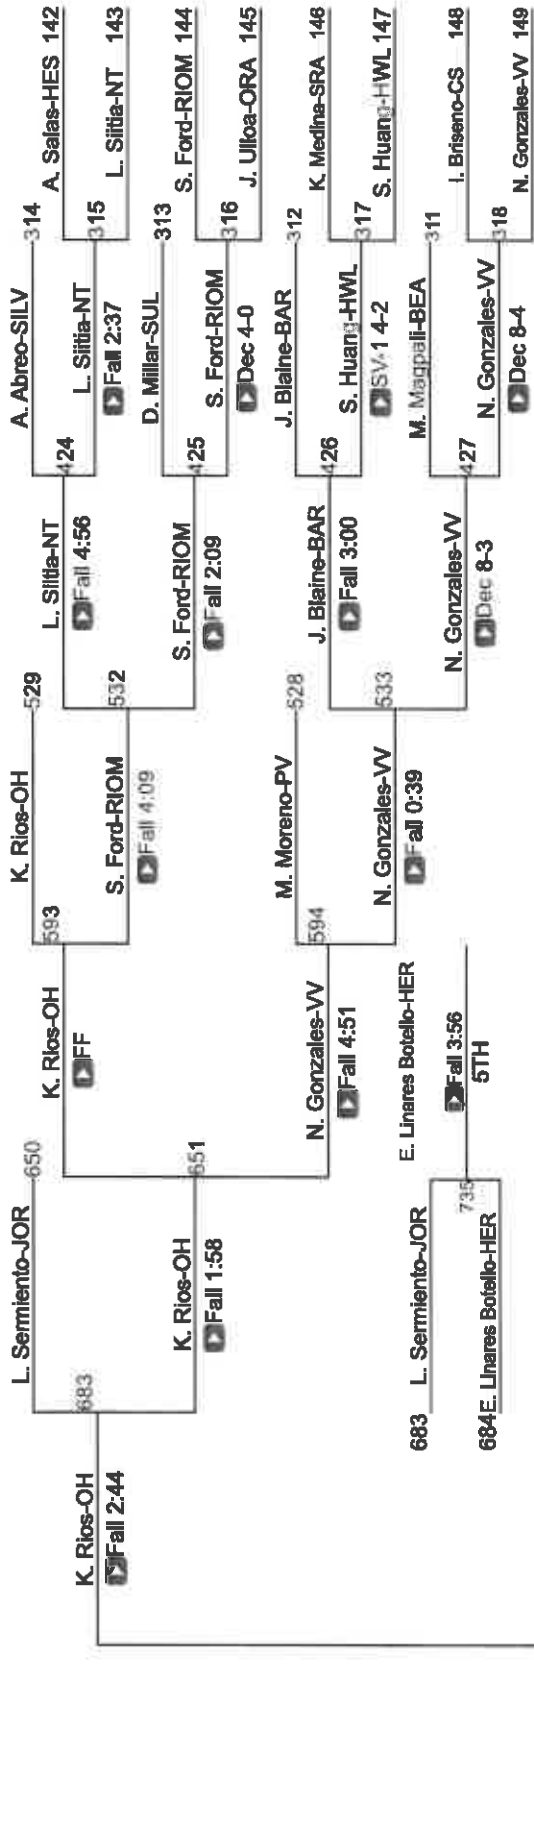 A. Salas-HES 142
L. Siitia-NT 143
S. Ford-RIOM 144
J. Ulloa-ORA 145
K. Medina-SRA 146
S. Huang-HWL 147
I. Briseno-CS 148
N. Gonzales-VV 149
A. Abreo-SILV 314
315
L. Siitia-NT
Fall 2:37
D. Millar-SUL 313
316
S. Ford-RIOM
Dec 4-0
J. Blaine-BAR 312
317
S. Huang-HWL
SV-1 4-2
M. Magpali-BEA 311
318
N. Gonzales-VV
Dec 8-4
424
L. Siitia-NT
Fall 4:56
425
S. Ford-RIOM
Fall 2:09
426
J. Blaine-BAR
Fall 3:00
427
N. Gonzales-VV
Dec 8-3
K. Rios-OH 529
532
S. Ford-RIOM
Fall 4:09
M. Moreno-PV 528
533
N. Gonzales-VV
Fall 0:39
593
K. Rios-OH
FF
594
N. Gonzales-VV
Fall 4:51
L. Sermiento-JOR 650
651
K. Rios-OH
Fall 1:58
683
K. Rios-OH
Fall 2:44
683 L. Sermiento-JOR
684 E. Linares Botello-HER
735
E. Linares Botello-HER
Fall 3:56
5TH